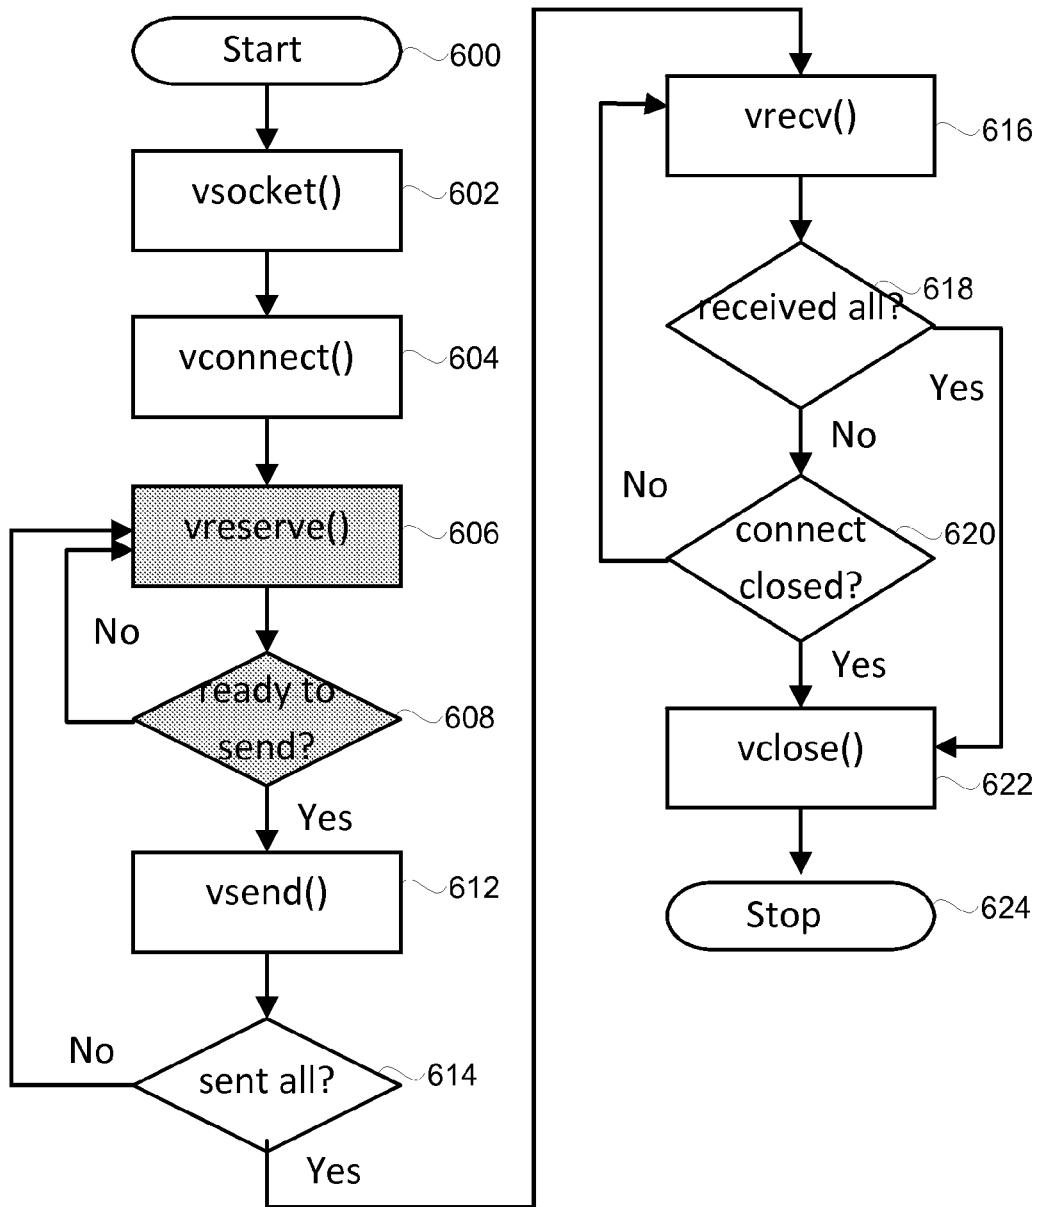 Start
600
vsocket()
602
vconnect()
604
vreserve()
606
No
ready to
send?
608
Yes
vsend()
612
No
sent all?
614
Yes
vrecv()
616
received all?
618
Yes
No
No
connect
closed?
620
Yes
vclose()
622
Stop
624